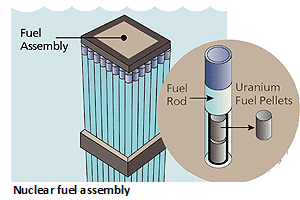 Fuel
Assembly
Fuel
Rod
Uranium
Fuel Pellets
Nuclear fuel assembly